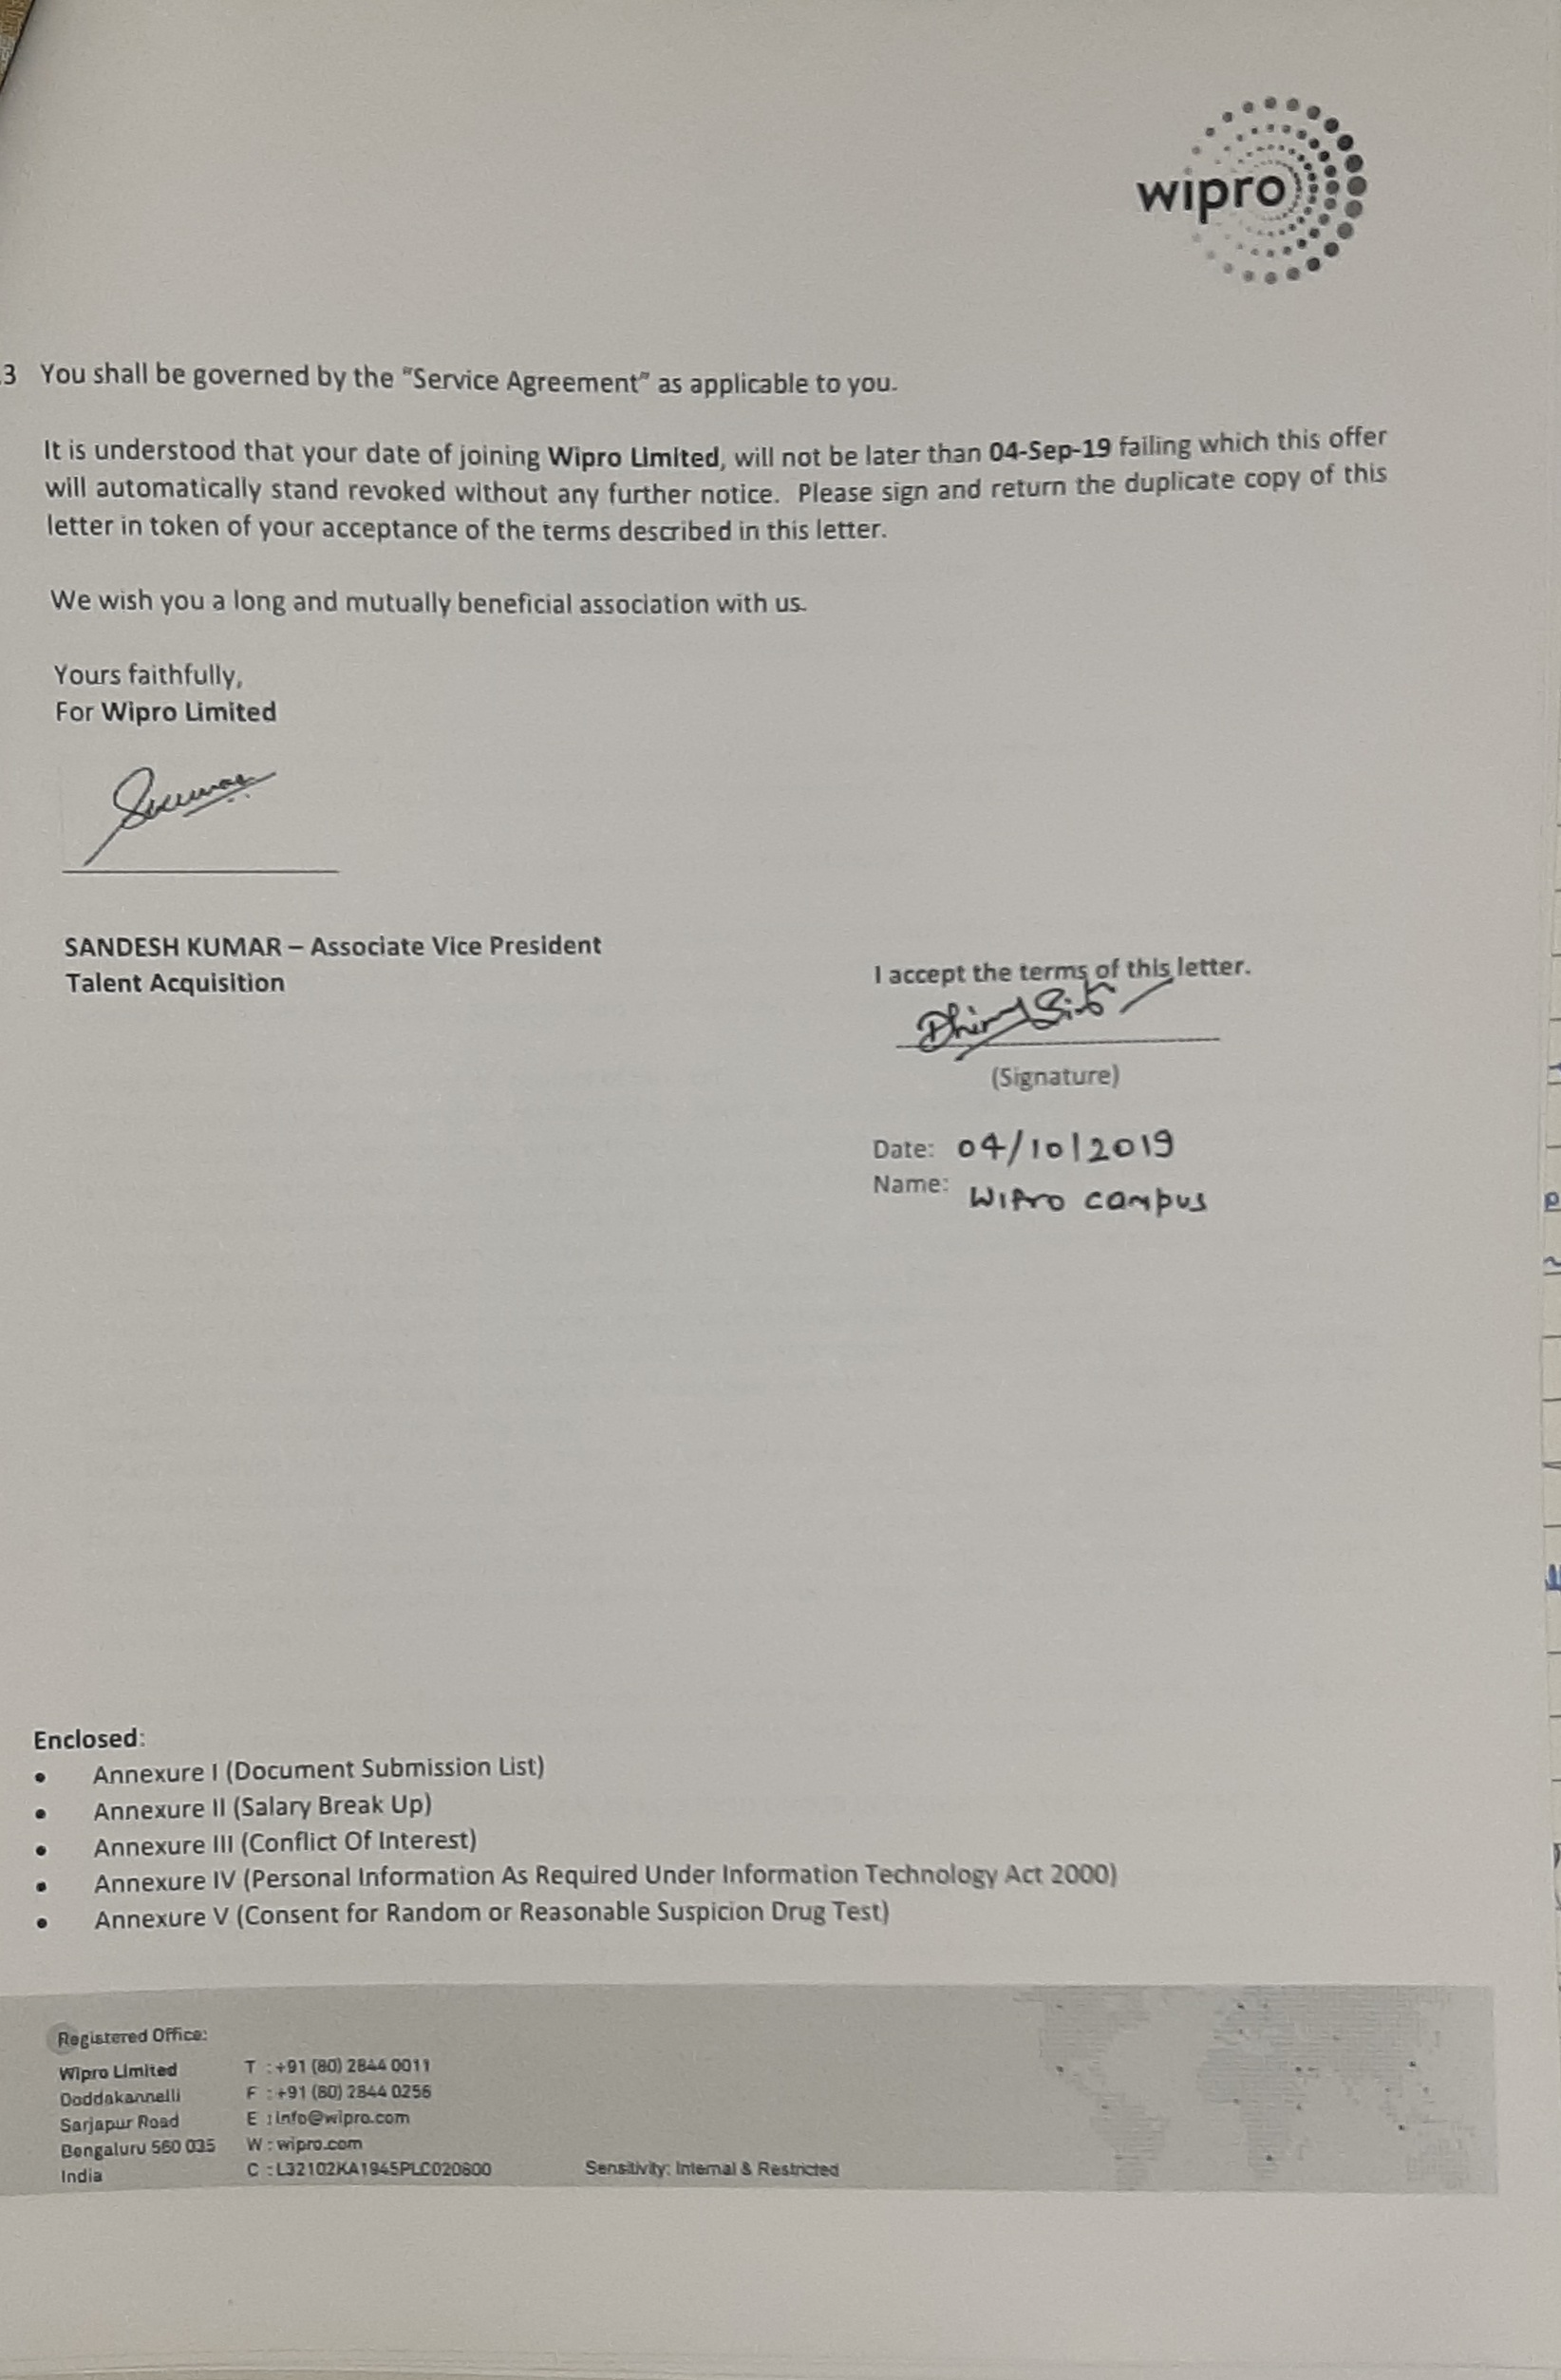 wipro
.3 You shall be governed by the "Service Agreement" as applicable to you.
It is understood that your date of joining Wipro Limited, will not be later than 04-Sep-19 failing which this offer
will automatically stand revoked without any further notice. Please sign and return the duplicate copy of this
letter in token of your acceptance of the terms described in this letter.
We wish you a long and mutually beneficial association with us.
Yours faithfully,
For Wipro Limited
SANDESH KUMAR – Associate Vice President
Talent Acquisition
I accept the terms of this letter.
(Signature)
Date: 04/10/2019
Name: Wipro campus
Enclosed:
• Annexure I (Document Submission List)
• Annexure II (Salary Break Up)
• Annexure III (Conflict Of Interest)
• Annexure IV (Personal Information As Required Under Information Technology Act 2000)
• Annexure V (Consent for Random or Reasonable Suspicion Drug Test)
Registered Office:
Wipro Limited T : +91 (80) 2844 0011
Doddakannelli F : +91 (80) 2844 0256
Sarjapur Road E : info@wipro.com
Bengaluru 560 035 W : wipro.com
India C : L32102KA1945PLC020800 Sensitivity: Internal & Restricted